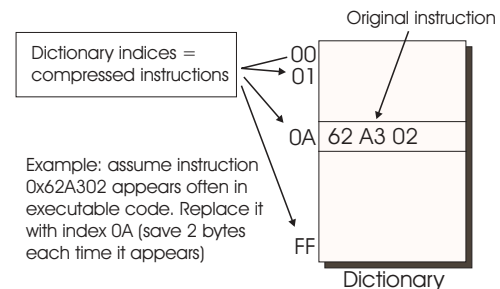 Original instruction
Dictionary indices =
compressed instructions
00
01
0A
62 A3 02
Example: assume instruction
0x62A302 appears often in
executable code. Replace it
with index 0A (save 2 bytes
each time it appears)
FF
Dictionary